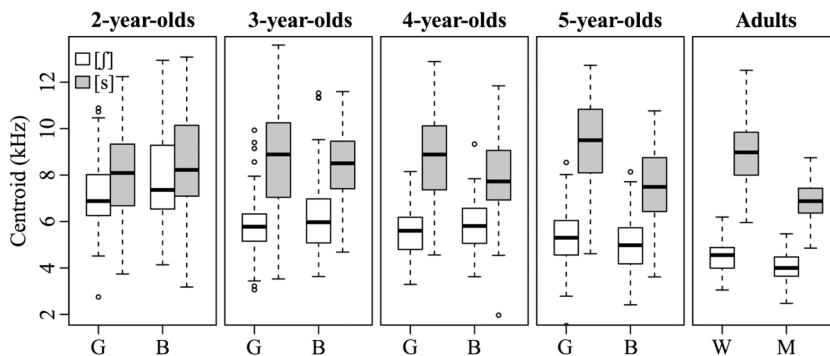 2-year-olds 3-year-olds 4-year-olds 5-year-olds Adults
[ʃ]
[s]
Centroid (kHz)
12
10
8
6
4
2
G B G B G B G B W M